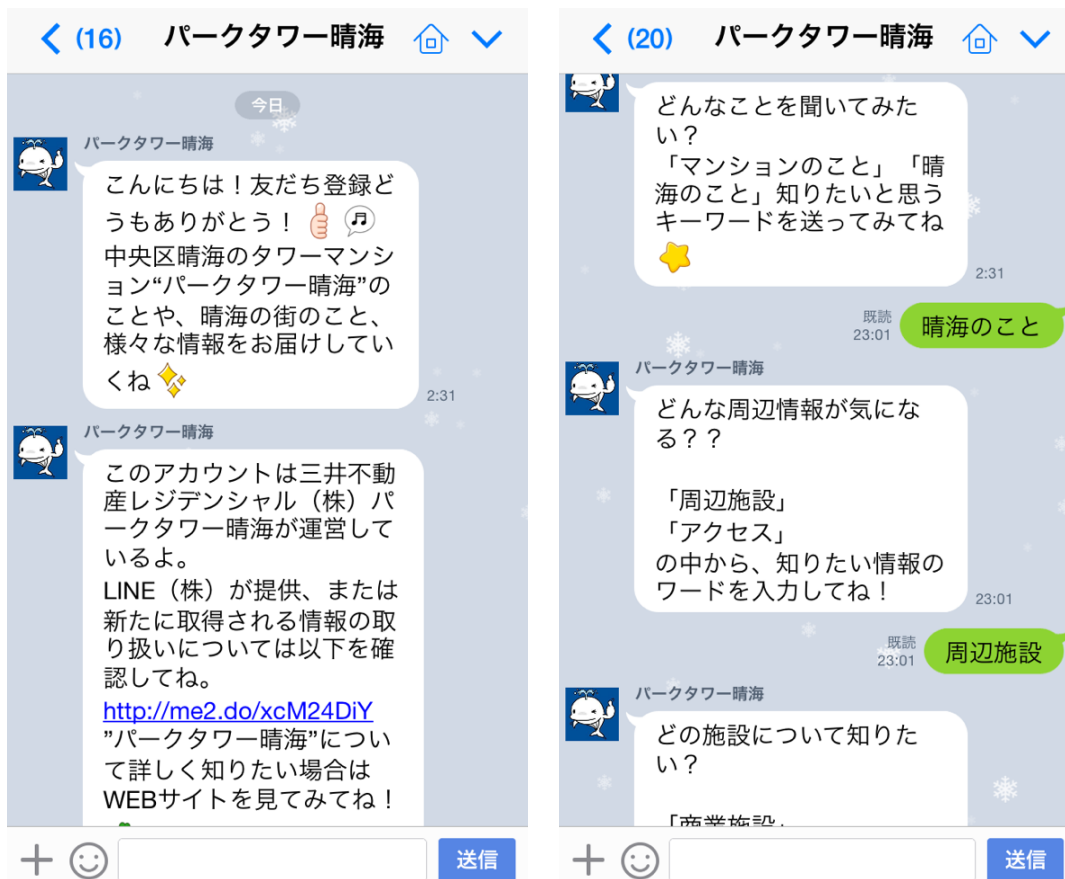 (16) パークタワー晴海
今日
パークタワー晴海
こんにちは！友だち登録ど
うもありがとう！
中央区晴海のタワーマンシ
ョン“パークタワー晴海”の
ことや、晴海の街のこと、
様々な情報をお届けしてい
くね
2:31
パークタワー晴海
このアカウントは三井不動
産レジデンシャル（株）パ
ークタワー晴海が運営して
いるよ。
LINE（株）が提供、または
新たに取得される情報の取
り扱いについては以下を確
認してね。
http://me2.do/xcM24DiY
”パークタワー晴海”につい
て詳しく知りたい場合は
WEBサイトを見てみてね！
送信
(20) パークタワー晴海
どんなことを聞いてみた
い？
「マンションのこと」「晴
海のこと」知りたいと思う
キーワードを送ってみてね
2:31
既読
23:01
晴海のこと
パークタワー晴海
どんな周辺情報が気にな
る？？
「周辺施設」
「アクセス」
の中から、知りたい情報の
ワードを入力してね！
23:01
既読
23:01
周辺施設
パークタワー晴海
どの施設について知りた
い？
「商業施設」
送信